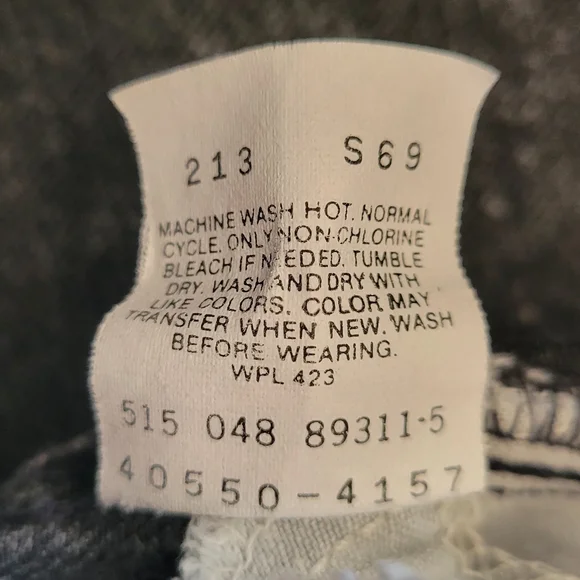 213 S69
MACHINE WASH HOT. NORMAL
CYCLE. ONLY NON-CHLORINE
BLEACH IF NEEDED. TUMBLE
DRY. WASH AND DRY WITH
LIKE COLORS. COLOR MAY
TRANSFER WHEN NEW. WASH
BEFORE WEARING.
WPL 423
515 048 89311-5
40550-4157